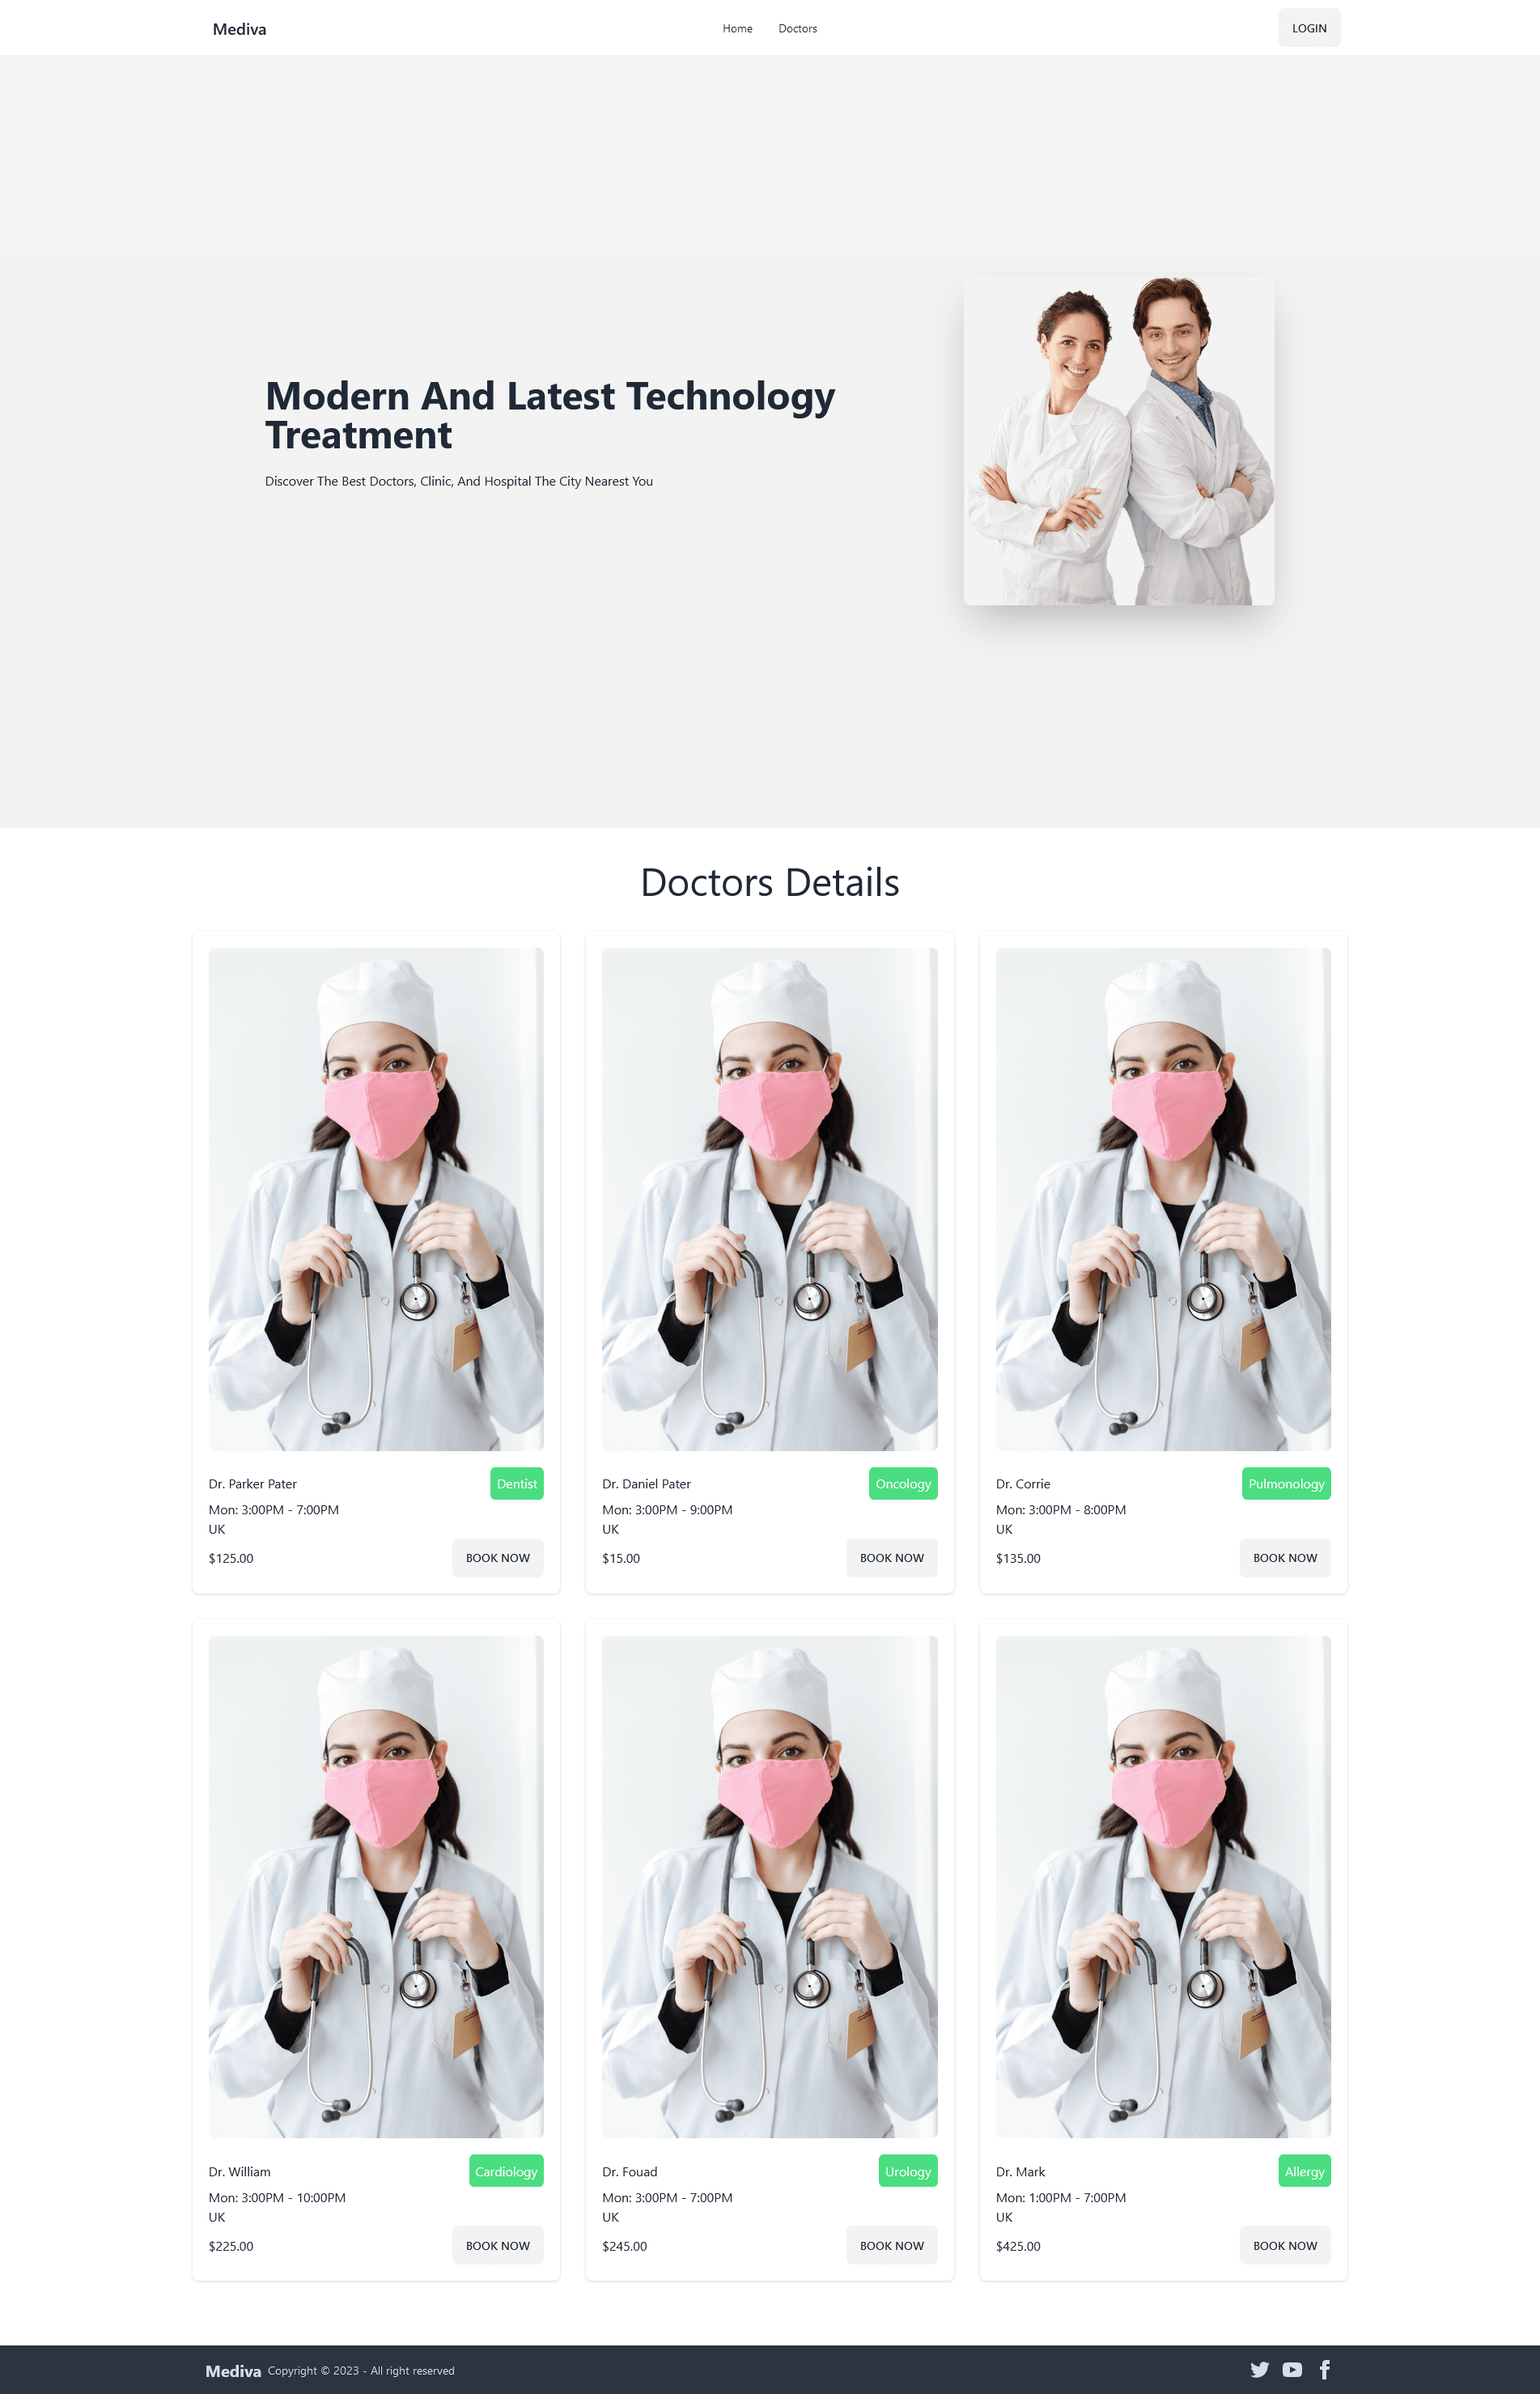 Mediva
Home
Doctors
LOGIN
Modern And Latest Technology
Treatment
Discover The Best Doctors, Clinic, And Hospital The City Nearest You
Doctors Details
Dr. Parker Pater
Dentist
Mon: 3:00PM - 7:00PM
UK
$125.00
BOOK NOW
Dr. Daniel Pater
Oncology
Mon: 3:00PM - 9:00PM
UK
$15.00
BOOK NOW
Dr. Corrie
Pulmonology
Mon: 3:00PM - 8:00PM
UK
$135.00
BOOK NOW
Dr. William
Cardiology
Mon: 3:00PM - 10:00PM
UK
$225.00
BOOK NOW
Dr. Fouad
Urology
Mon: 3:00PM - 7:00PM
UK
$245.00
BOOK NOW
Dr. Mark
Allergy
Mon: 1:00PM - 7:00PM
UK
$425.00
BOOK NOW
Mediva Copyright © 2023 - All right reserved